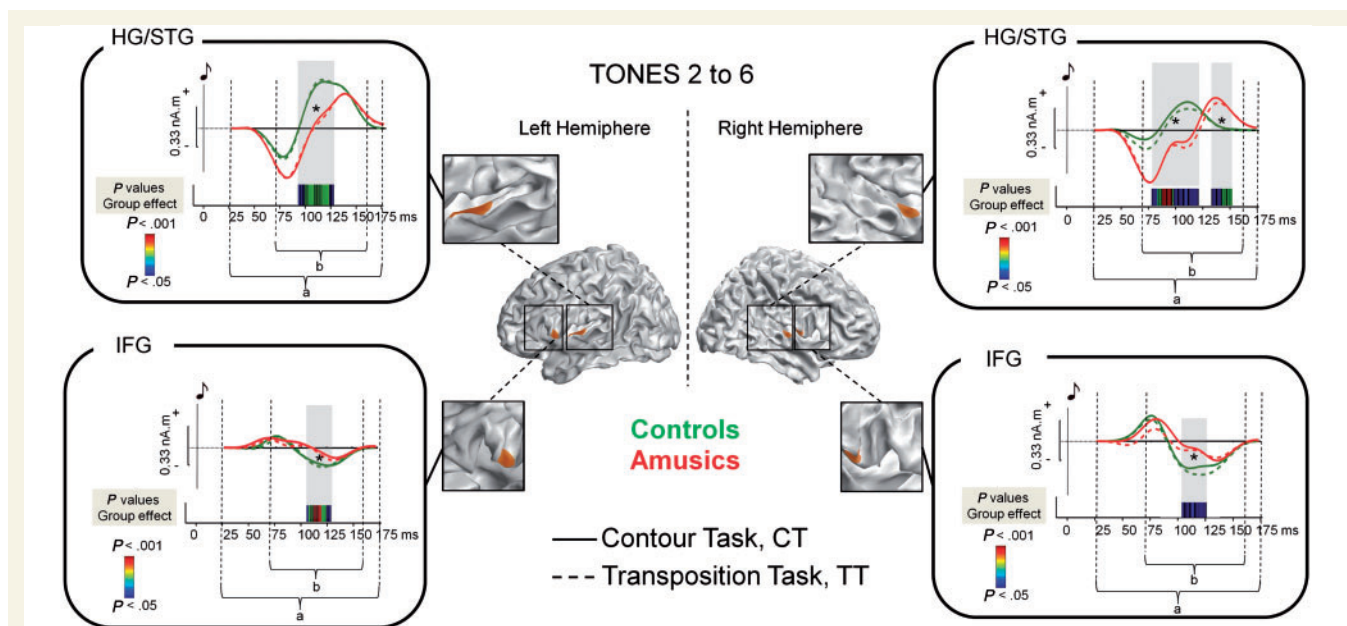 HG/STG
+
0.33 nA.m
-
P values
Group effect
P < .001
P < .05
0 25 50 75 100 125 150 175 ms
b
a
TONES 2 to 6
Left Hemiphere
Right Hemiphere
HG/STG
+
0.33 nA.m
-
*
*
P values
Group effect
P < .001
P < .05
0 25 50 75 100 125 150 175 ms
b
a
*
IFG
+
0.33 nA.m
-
*
P values
Group effect
P < .001
P < .05
0 25 50 75 100 125 150 175 ms
b
a
Controls
Amusics
Contour Task, CT
Transposition Task, TT
IFG
+
0.33 nA.m
-
*
P values
Group effect
P < .001
P < .05
0 25 50 75 100 125 150 175 ms
b
a